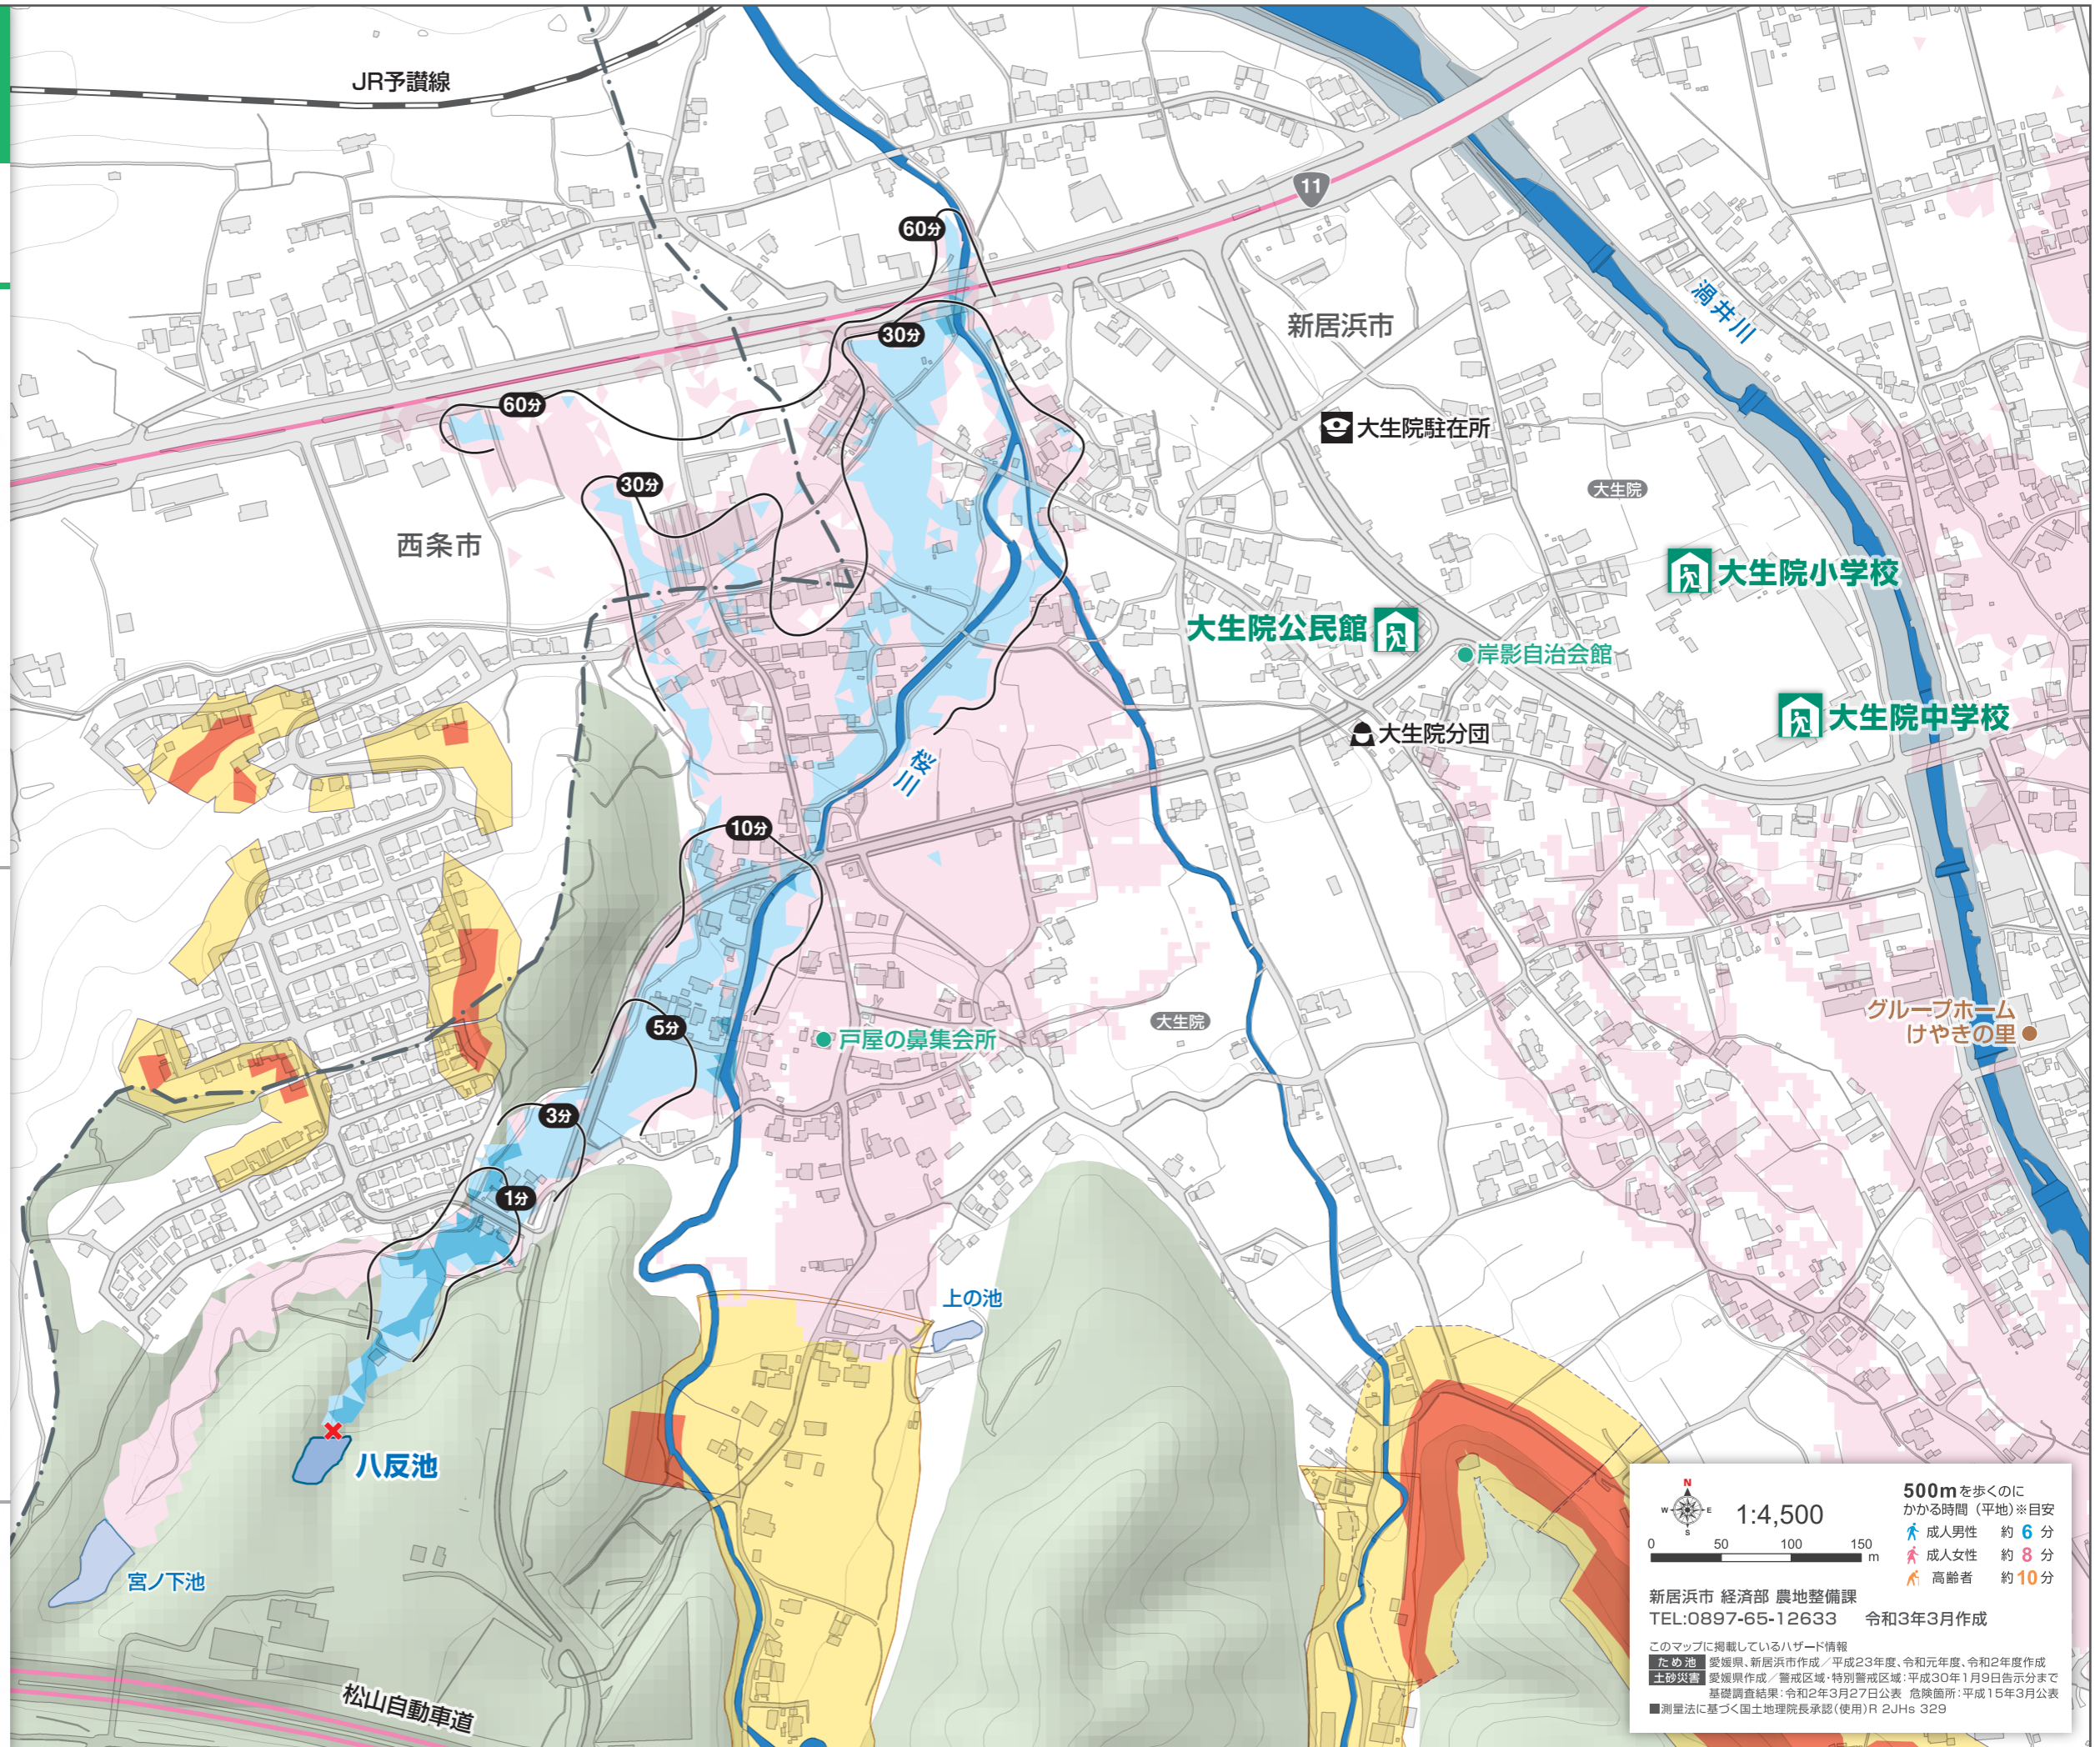 JR予讃線
11
60分
渦井川
新居浜市
30分
60分
大生院駐在所
30分
大生院
西条市
大生院小学校
大生院公民館
岸影自治会館
大生院中学校
大生院分団
桜川
10分
グループホーム
けやきの里
大生院
5分
戸屋の鼻集会所
3分
1分
上の池
八反池
宮ノ下池
松山自動車道
N
W E
S
1:4,500
0 50 100 150
m
500mを歩くのに
かかる時間(平地)※目安
成人男性 約6分
成人女性 約8分
高齢者 約10分
新居浜市 経済部 農地整備課
TEL:0897-65-12633 令和3年3月作成
このマップに掲載しているハザード情報
ため池 愛媛県、新居浜市作成/平成23年度、令和元年度、令和2年度作成
土砂災害 愛媛県作成/警戒区域・特別警戒区域:平成30年1月9日告示分まで
基礎調査結果:令和2年3月27日公表 危険箇所:平成15年3月公表
■測量法に基づく国土地理院長承認(使用)R 2JHs 329